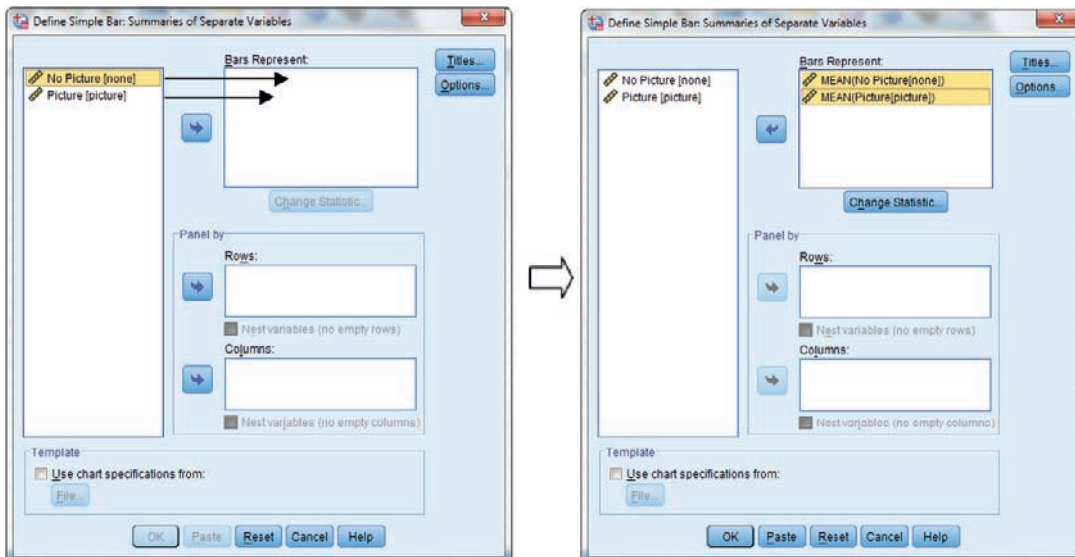 Define Simple Bar: Summaries of Separate Variables
No Picture [none]
Picture [picture]
Bars Represent:
Titles...
Options...
Change Statistic...
Panel by
Rows:
Nest variables (no empty rows)
Columns:
Nest variables (no empty columns)
Template
Use chart specifications from:
File...
OK Paste Reset Cancel Help
Define Simple Bar: Summaries of Separate Variables
No Picture [none]
Picture [picture]
Bars Represent:
MEAN(No Picture[none])
MEAN(Picture[picture])
Titles...
Options...
Change Statistic...
Panel by
Rows:
Nest variables (no empty rows)
Columns:
Nest variables (no empty columns)
Template
Use chart specifications from:
File...
OK Paste Reset Cancel Help